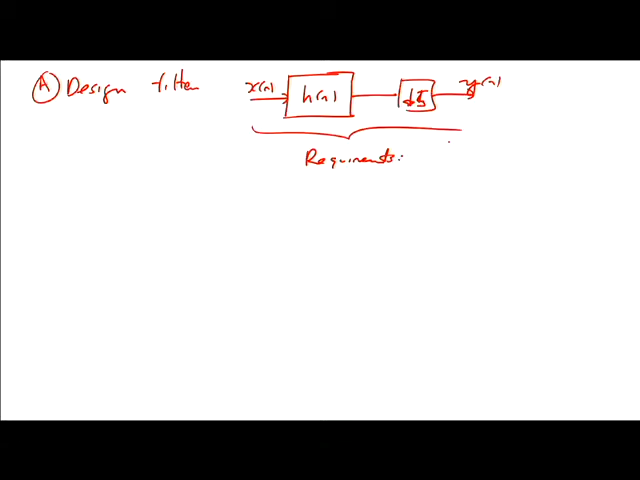 A Design filter x(n) h(n) ↓5 y(n)
Requirements: